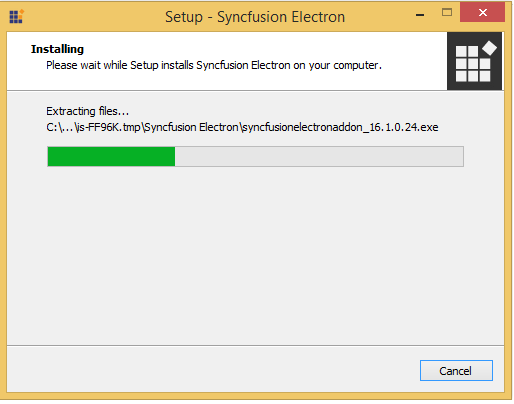 Setup - Syncfusion Electron
Installing
Please wait while Setup installs Syncfusion Electron on your computer.
Extracting files...
C:\...\is-FF96K.tmp\Syncfusion Electron\syncfusionelectronaddon_16.1.0.24.exe
Cancel